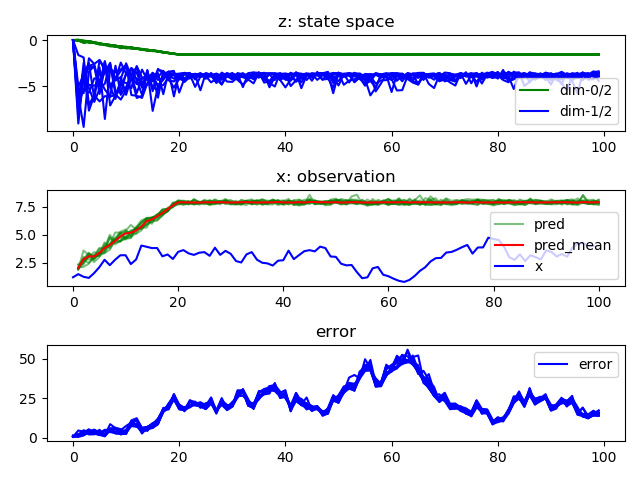 z: state space
0
−5
dim-0/2
dim-1/2
0 20 40 60 80 100
x: observation
7.5
5.0
2.5
pred
pred_mean
x
0 20 40 60 80 100
error
50
25
0
error
0 20 40 60 80 100